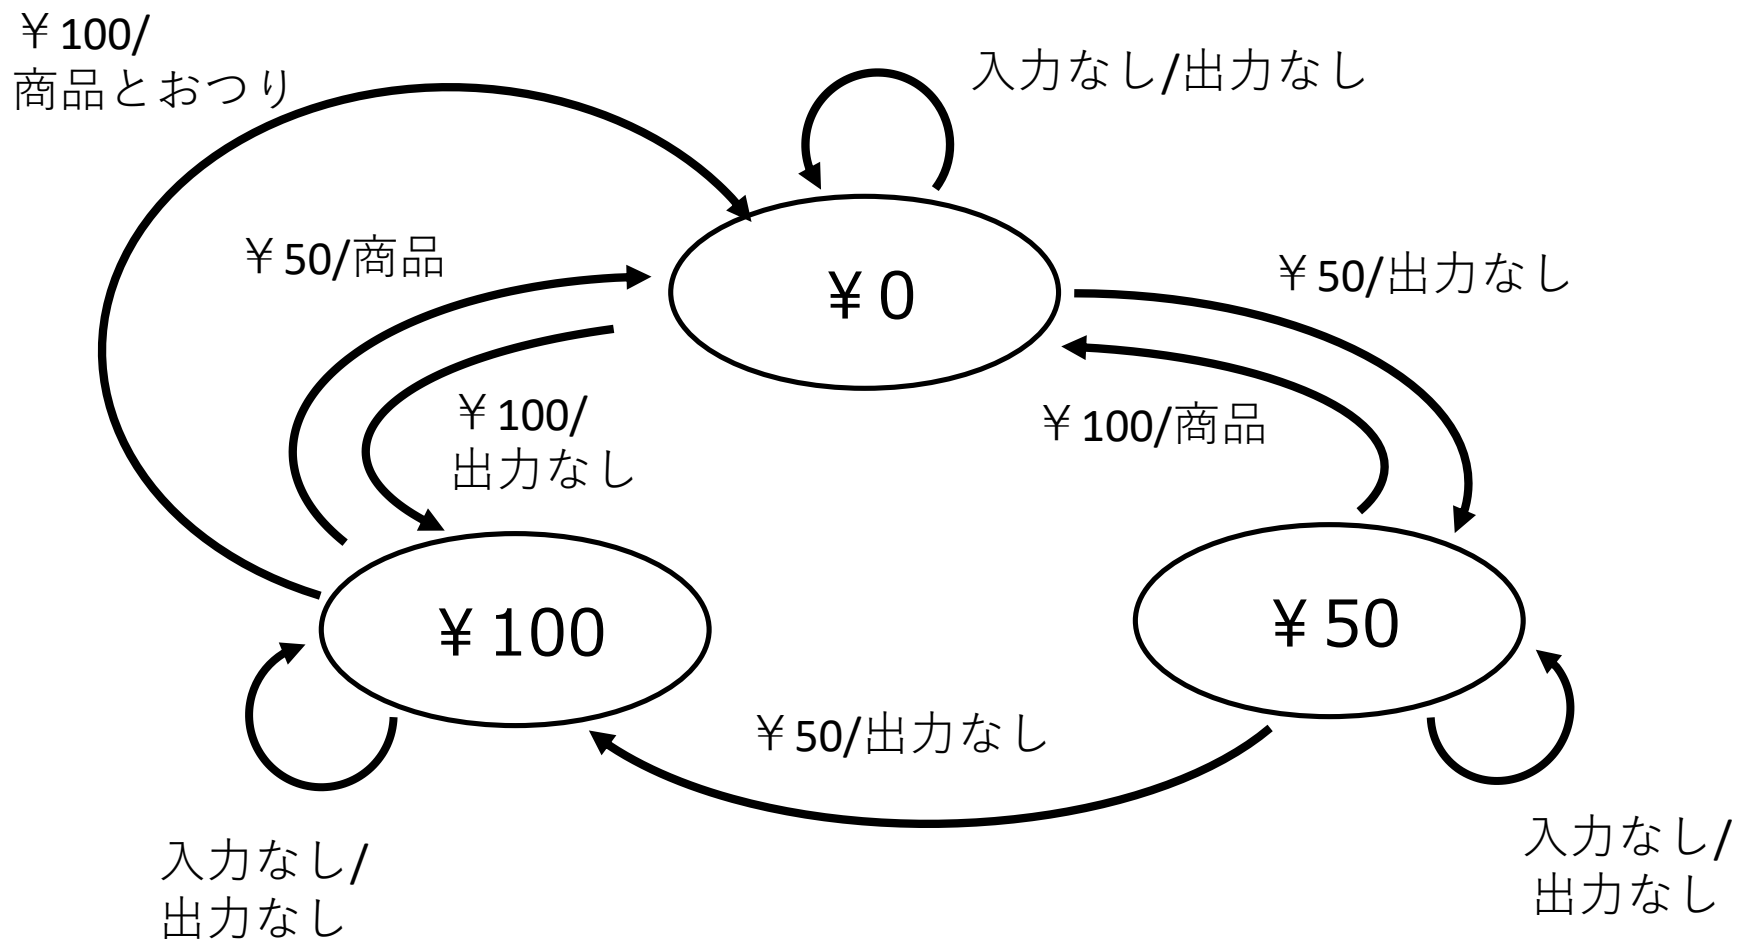 ￥100/
商品とおつり
入力なし/出力なし
￥50/商品
￥0
￥50/出力なし
￥100/
出力なし
￥100/商品
￥100
￥50
￥50/出力なし
入力なし/
出力なし
入力なし/
出力なし